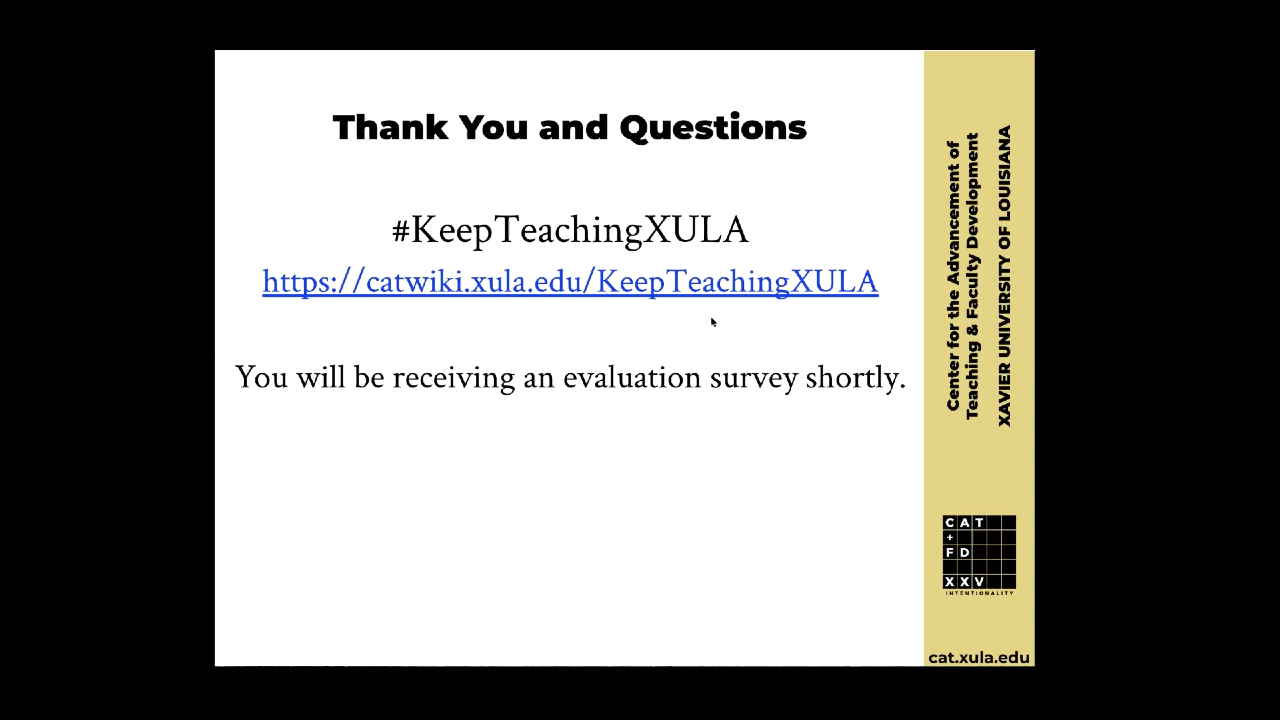 Thank You and Questions
#KeepTeachingXULA
https://catwiki.xula.edu/KeepTeachingXULA
You will be receiving an evaluation survey shortly.
Center for the Advancement of
Teaching & Faculty Development
XAVIER UNIVERSITY OF LOUISIANA
CAT
+
FD
XXV
INTENTIONALITY
cat.xula.edu